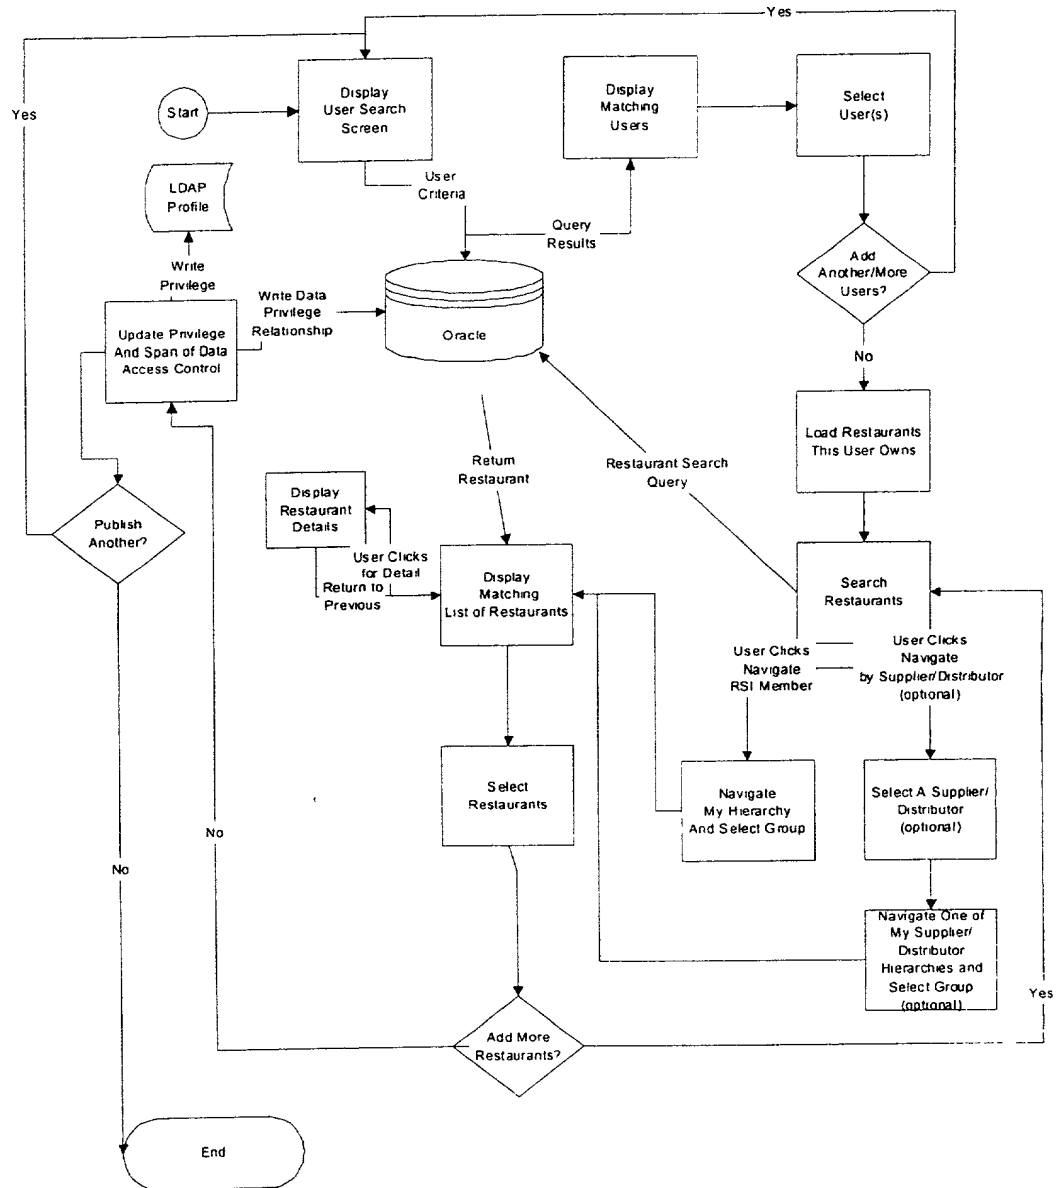 Yes
Yes
Start
Display
User Search
Screen
Display
Matching
Users
Select
User(s)
LDAP
Profile
User
Criteria
Query
Results
Write
Privilege
Add
Another/More
Users?
Write Data
Privilege
Relationship
Update Privilege
And Span of Data
Access Control
Oracle
No
Load Restaurants
This User Owns
Return
Restaurant
Restaurant Search
Query
Display
Restaurant
Details
Publish
Another?
User Clicks
for Detail
Return to
Previous
Display
Matching
List of Restaurants
Search
Restaurants
User Clicks
Navigate
RSI Member
User Clicks
Navigate
by Supplier/Distributor
(optional)
Select
Restaurants
Navigate
My Hierarchy
And Select Group
Select A Supplier/
Distributor
(optional)
No
No
Navigate One of
My Supplier/
Distributor
Hierarchies and
Select Group
(optional)
Yes
Add More
Restaurants?
End